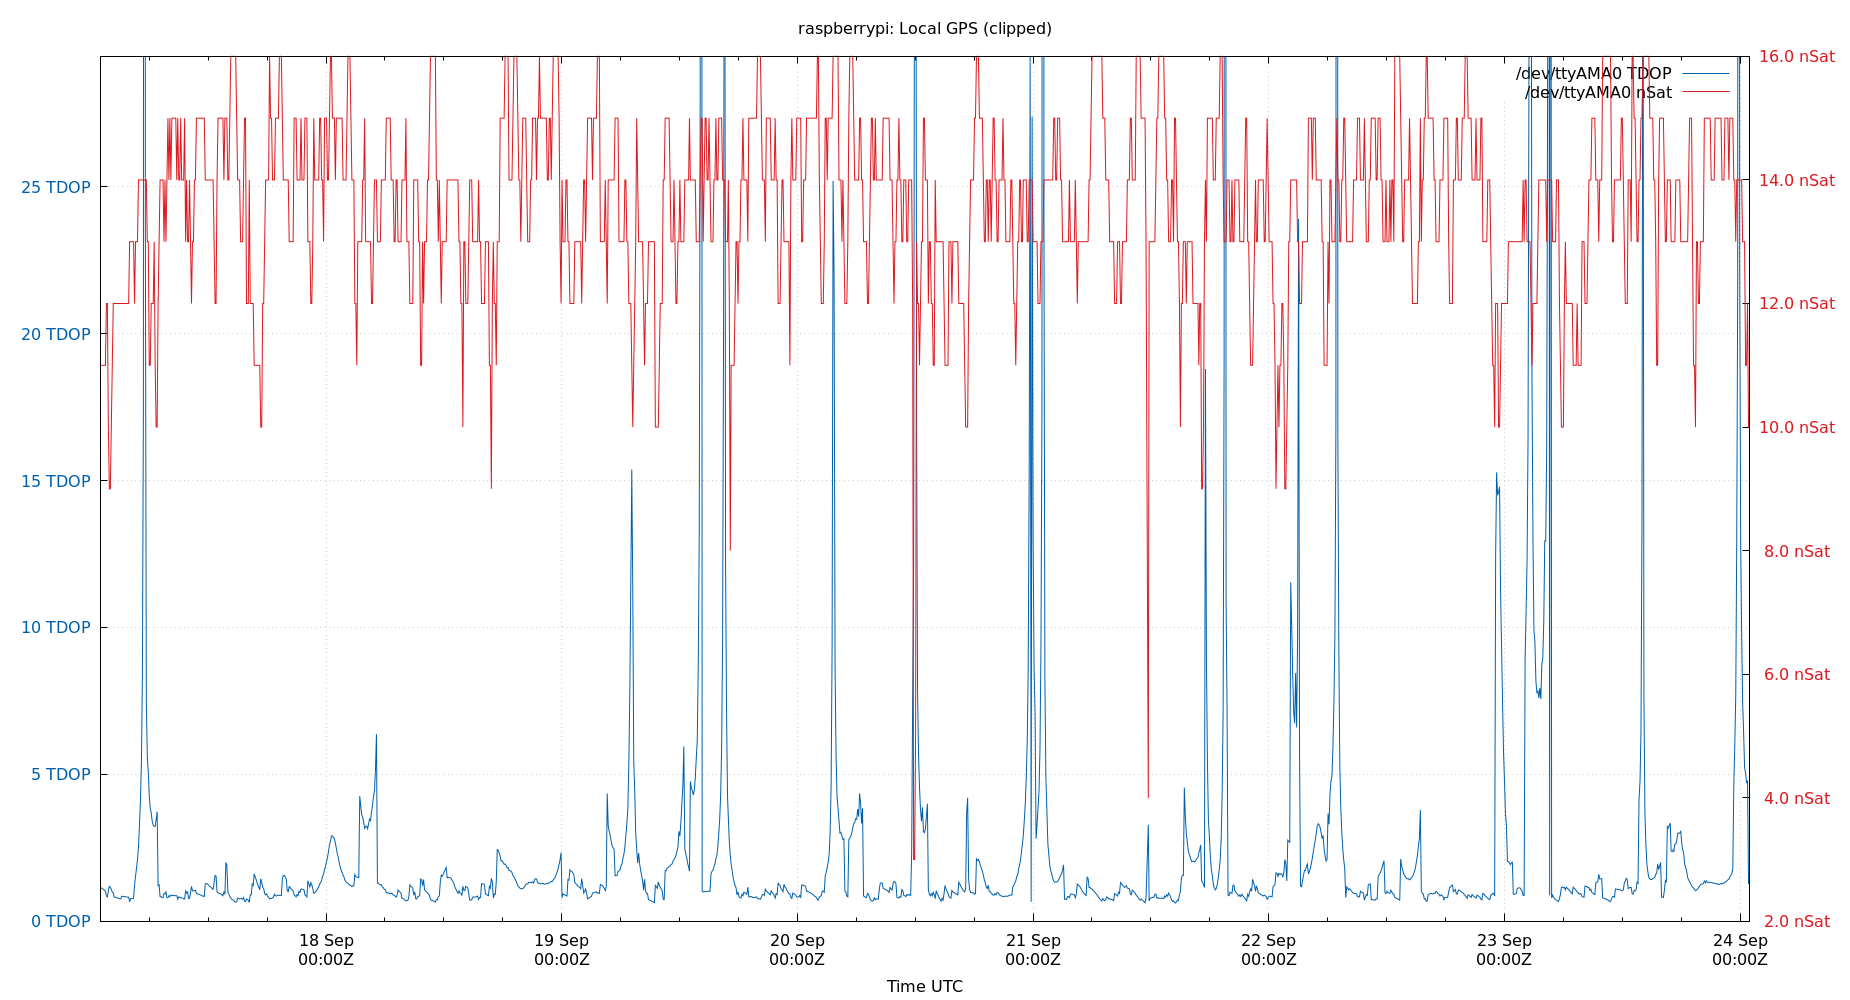 raspberrypi: Local GPS (clipped)
16.0 nSat
/dev/ttyAMA0 TDOP
/dev/ttyAMA0 nSat
25 TDOP
14.0 nSat
12.0 nSat
20 TDOP
10.0 nSat
15 TDOP
8.0 nSat
10 TDOP
6.0 nSat
5 TDOP
4.0 nSat
0 TDOP
2.0 nSat
18 Sep
00:00Z
19 Sep
00:00Z
20 Sep
00:00Z
21 Sep
00:00Z
22 Sep
00:00Z
23 Sep
00:00Z
24 Sep
00:00Z
Time UTC